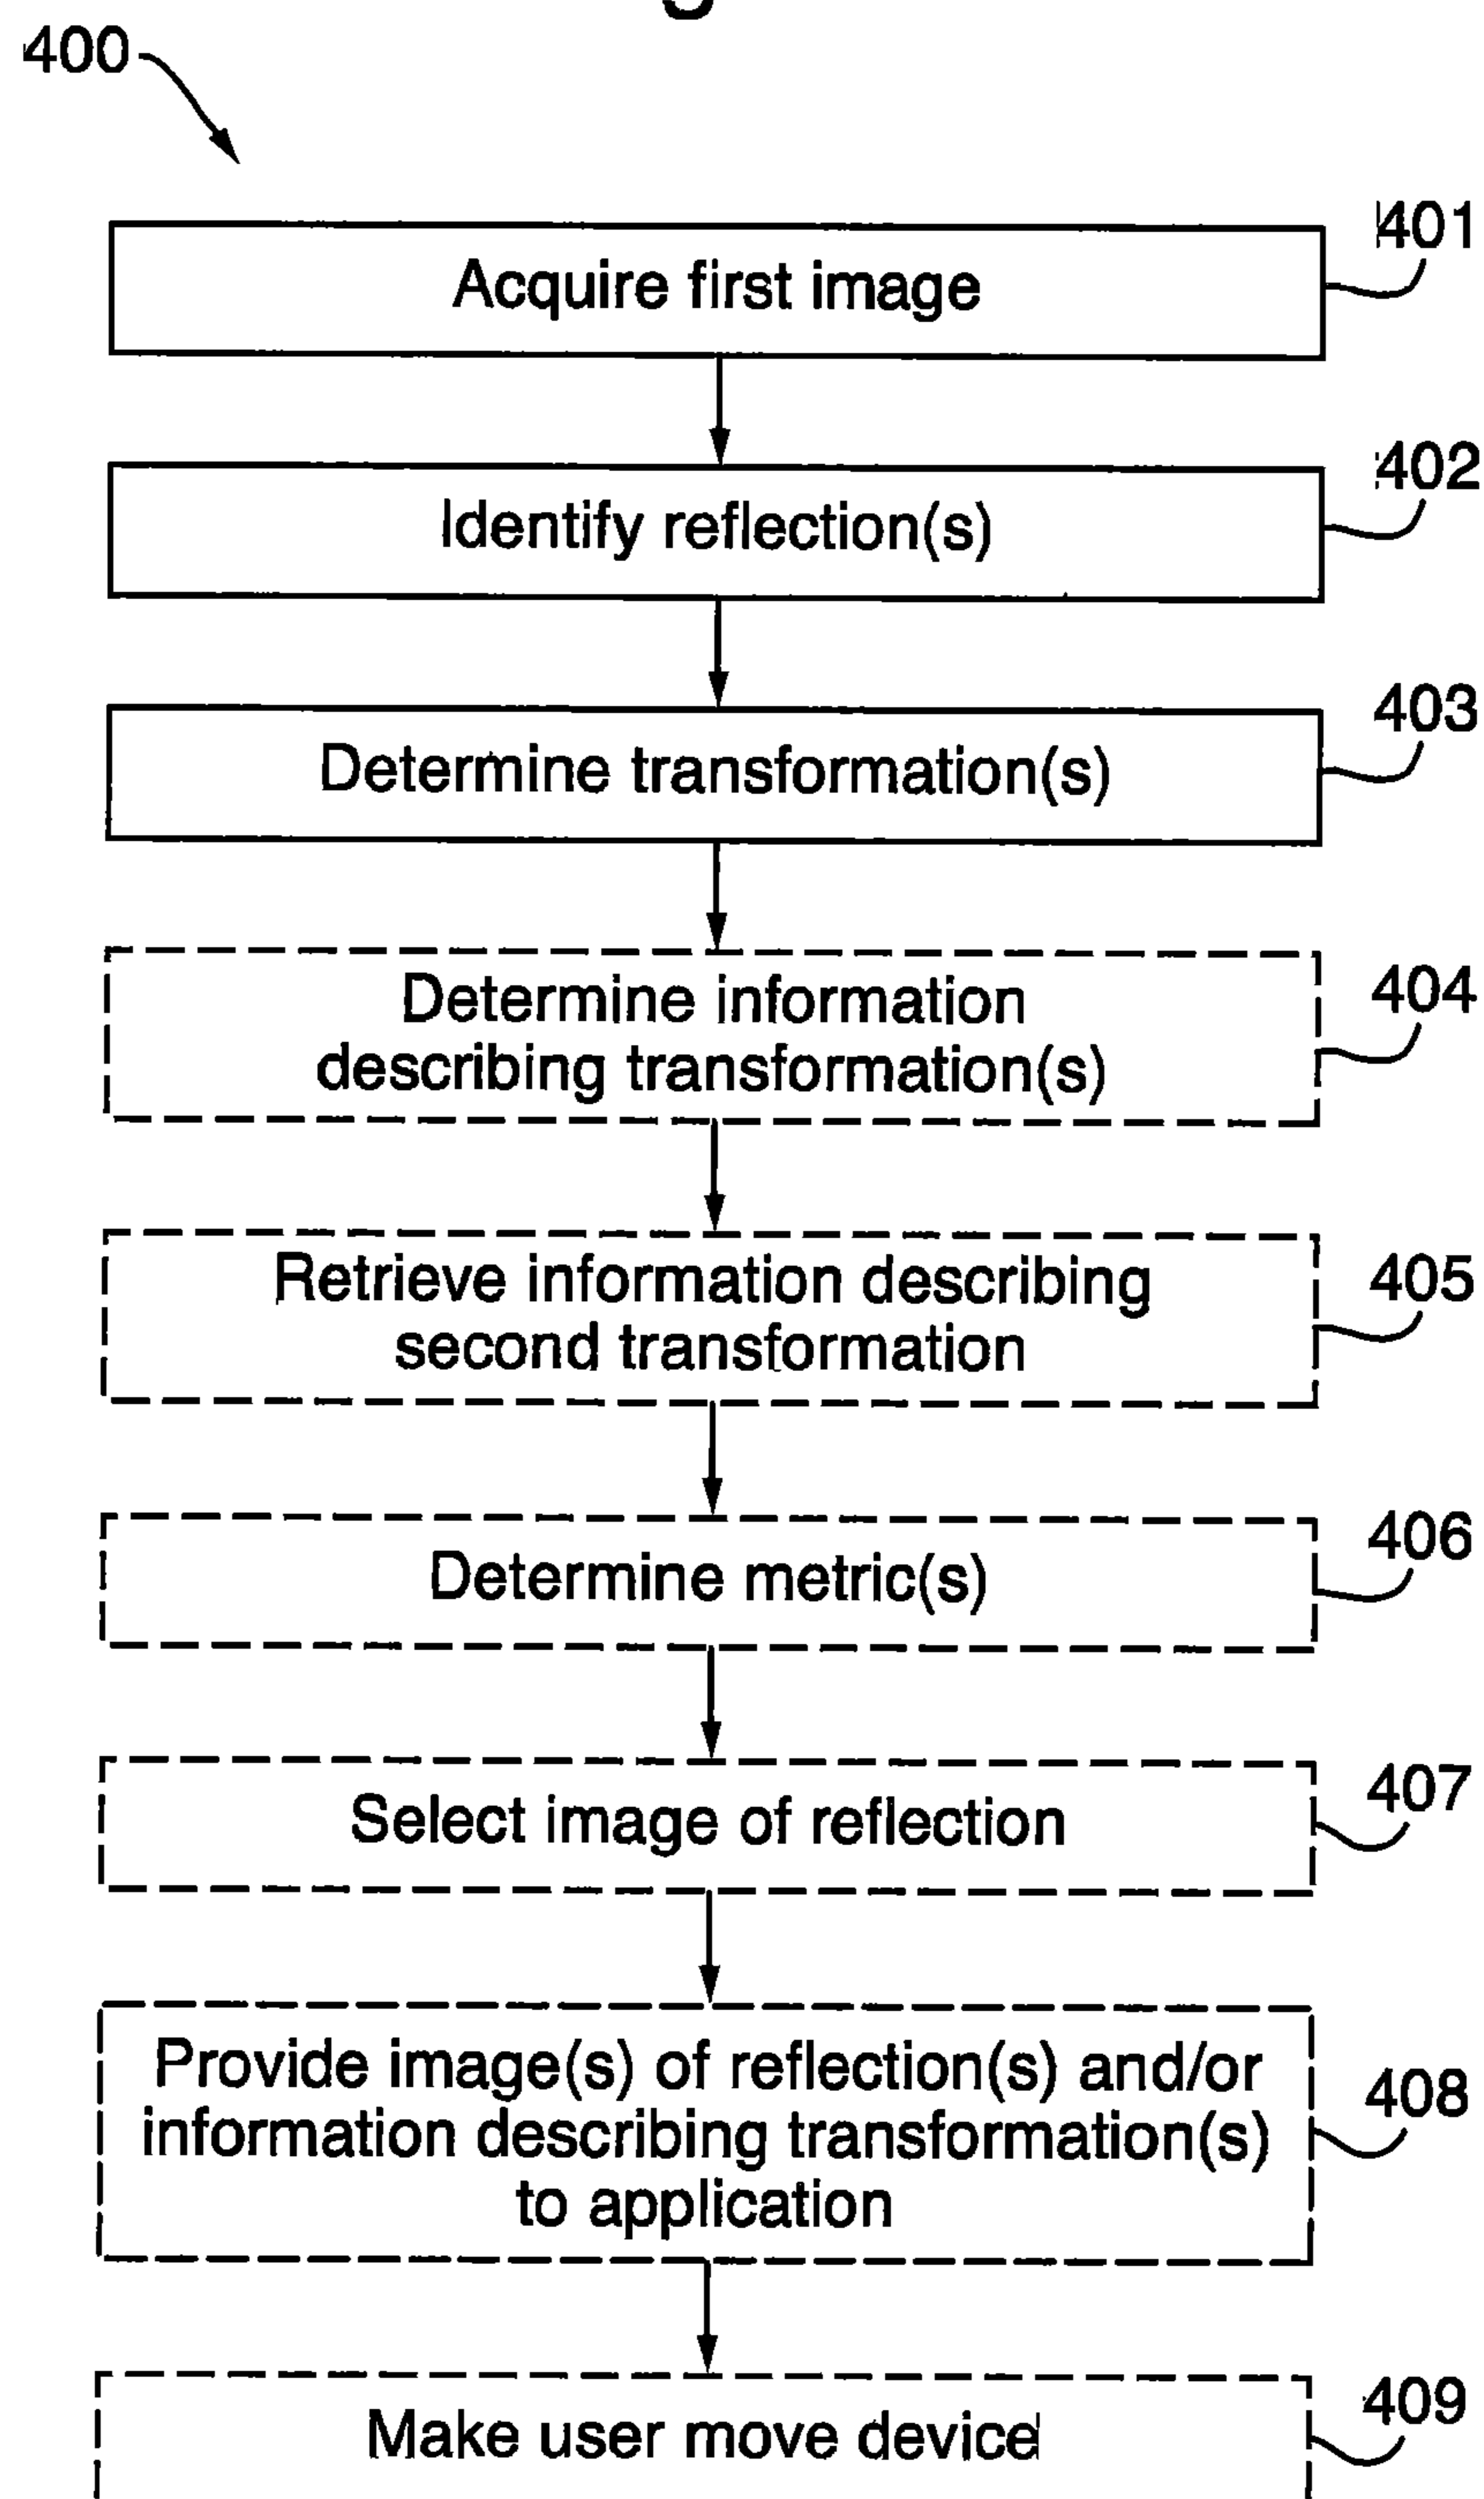 400
401
Acquire first image
402
Identify reflection(s)
403
Determine transformation(s)
404
Determine information
describing transformation(s)
405
Retrieve information describing
second transformation
406
Determine metric(s)
407
Select image of reflection
408
Provide image(s) of reflection(s) and/or
information describing transformation(s)
to application
409
Make user move device